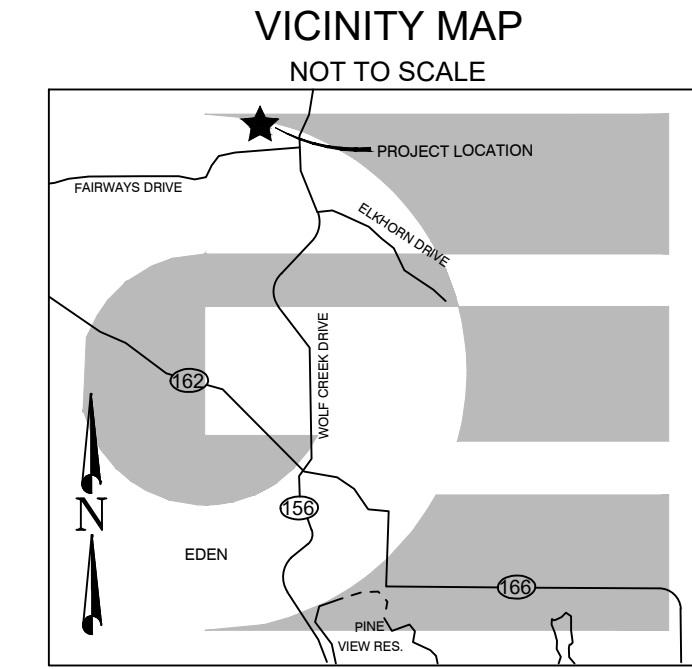 VICINITY MAP
NOT TO SCALE
PROJECT LOCATION
FAIRWAYS DRIVE
ELKHORN DRIVE
WOLF CREEK DRIVE
162
N
156
EDEN
166
PINE
VIEW RES.